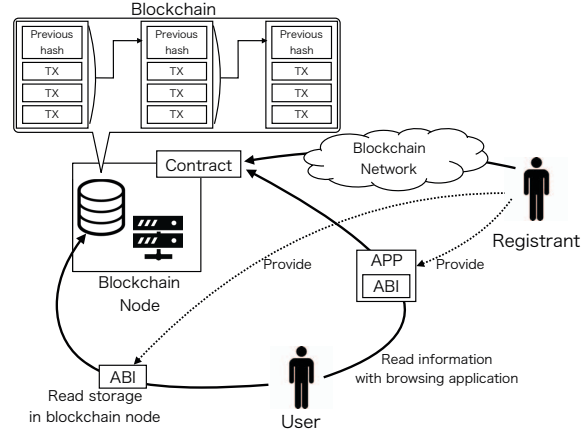 Blockchain
Previous
hash
TX
TX
TX
Previous
hash
TX
TX
TX
Previous
hash
TX
TX
TX
Contract
Blockchain
Network
Registrant
Blockchain
Node
Provide
APP
ABI
Provide
ABI
Read storage
in blockchain node
User
Read information
with browsing application